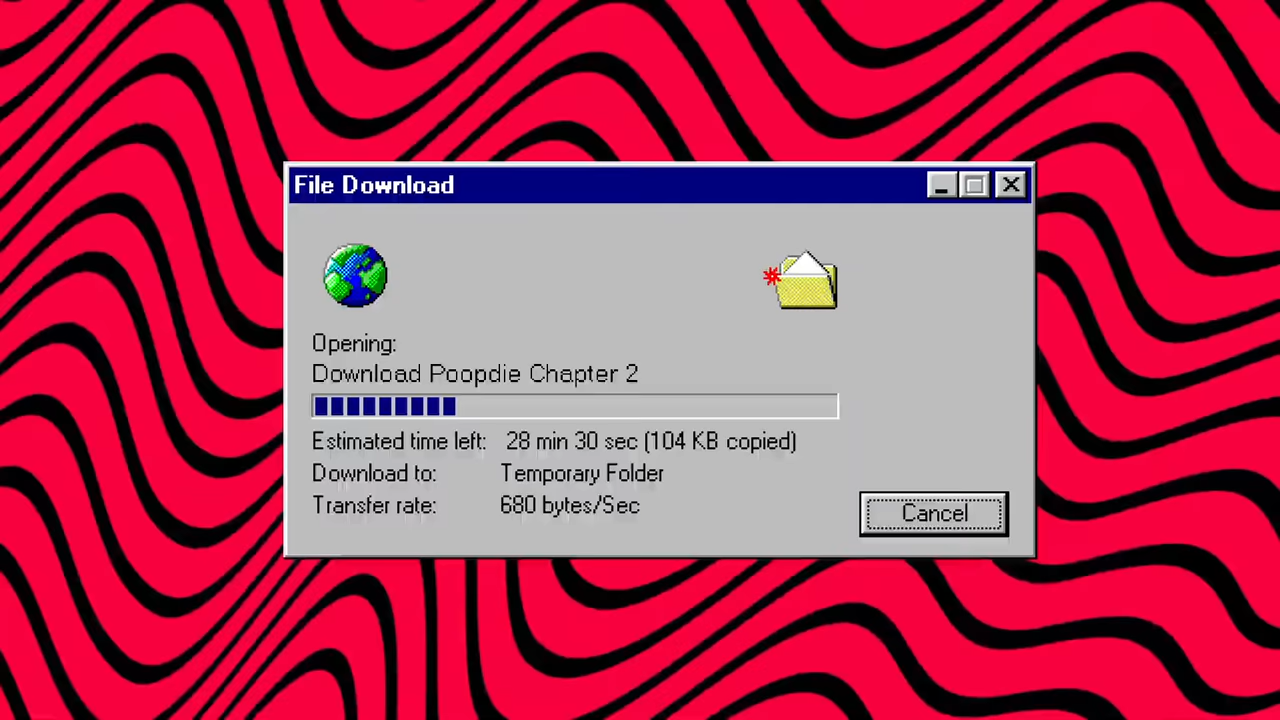 File Download
Opening:
Download Poopdie Chapter 2
Estimated time left: 28 min 30 sec (104 KB copied)
Download to: Temporary Folder
Transfer rate: 680 bytes/Sec
Cancel